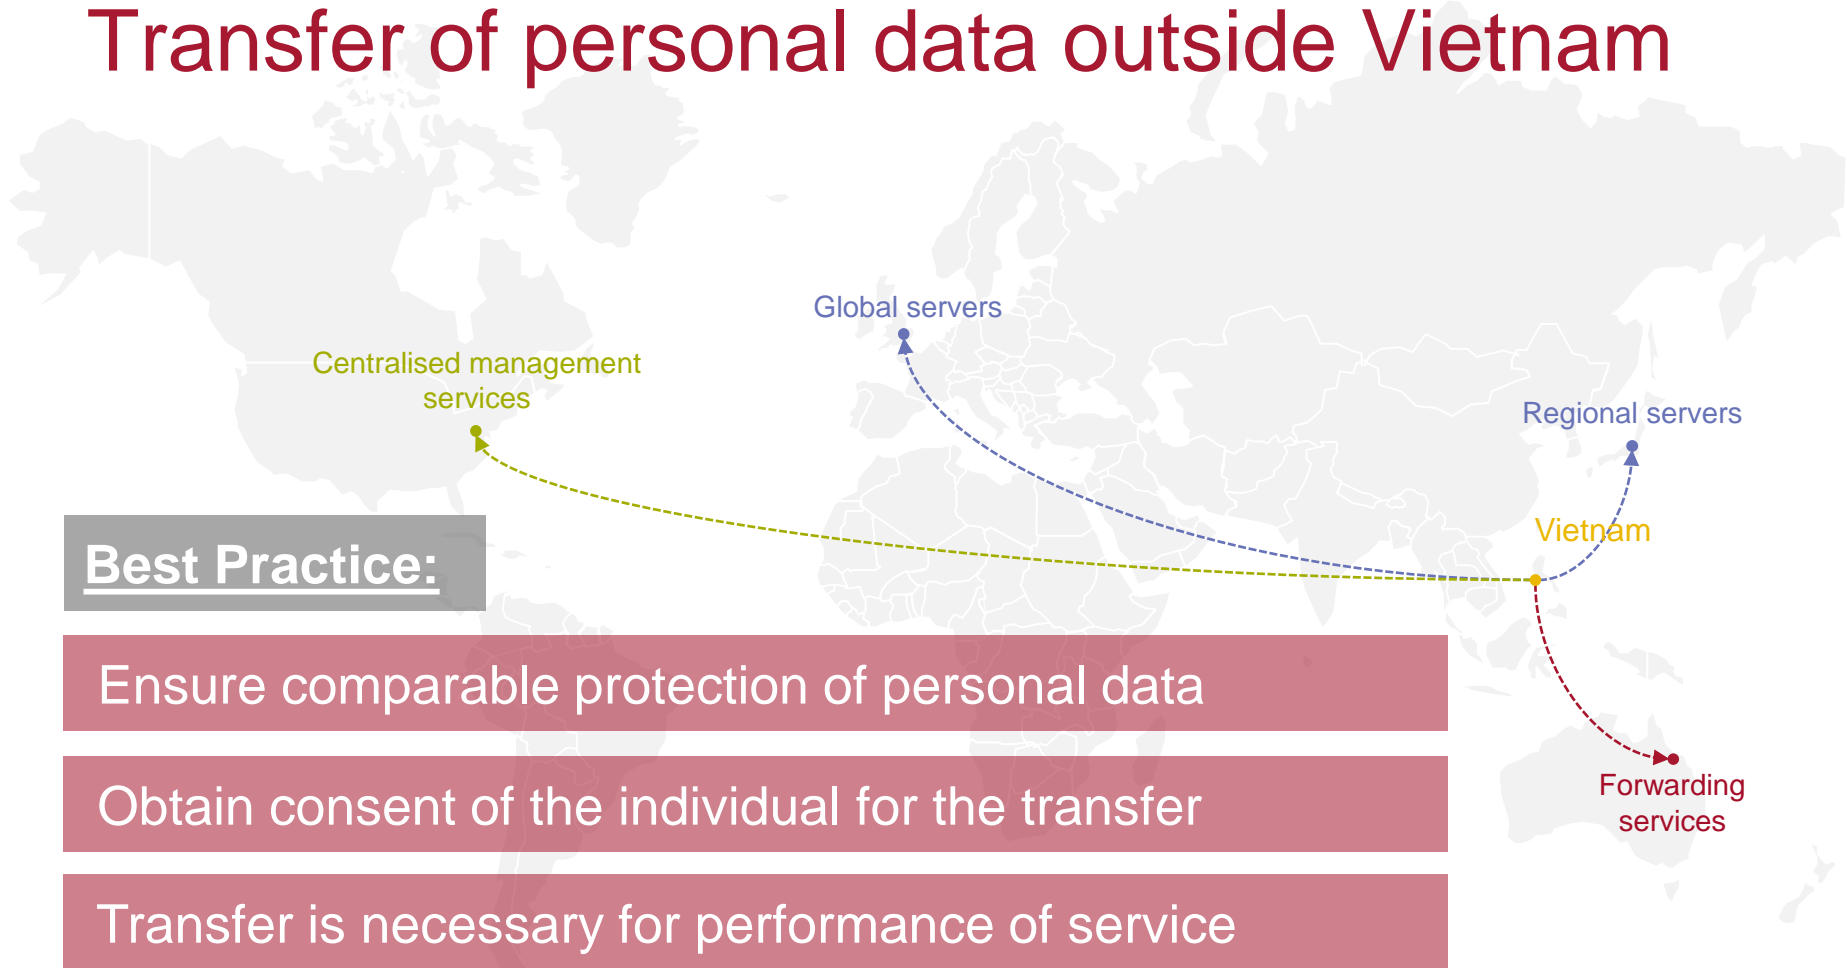 Transfer of personal data outside Vietnam
Global servers
Centralised management
services
Regional servers
Vietnam
Best Practice:
Ensure comparable protection of personal data
Obtain consent of the individual for the transfer
Forwarding
services
Transfer is necessary for performance of service